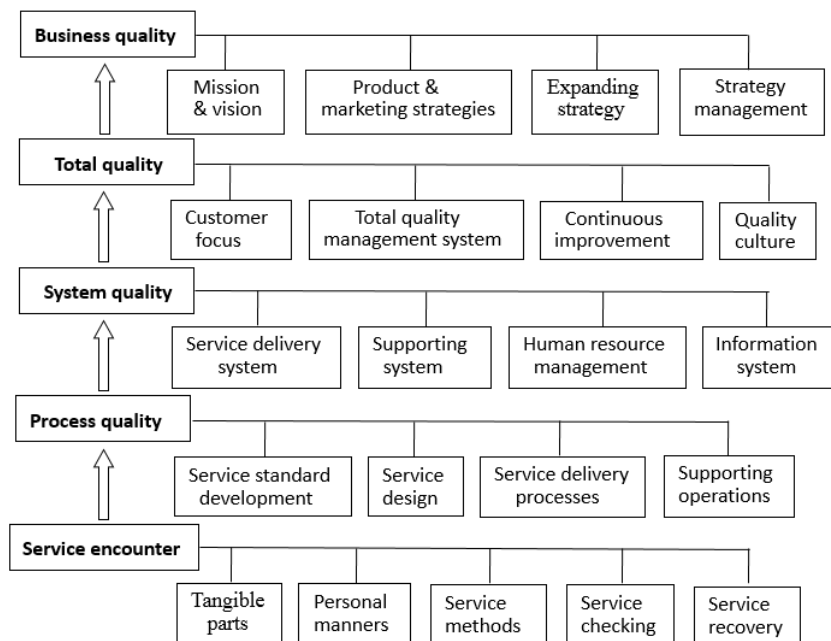 Business quality
Mission
& vision
Product &
marketing strategies
Expanding
strategy
Strategy
management
Total quality
Customer
focus
Total quality
management system
Continuous
improvement
Quality
culture
System quality
Service delivery
system
Supporting
system
Human resource
management
Information
system
Process quality
Service standard
development
Service
design
Service delivery
processes
Supporting
operations
Service encounter
Tangible
parts
Personal
manners
Service
methods
Service
checking
Service
recovery